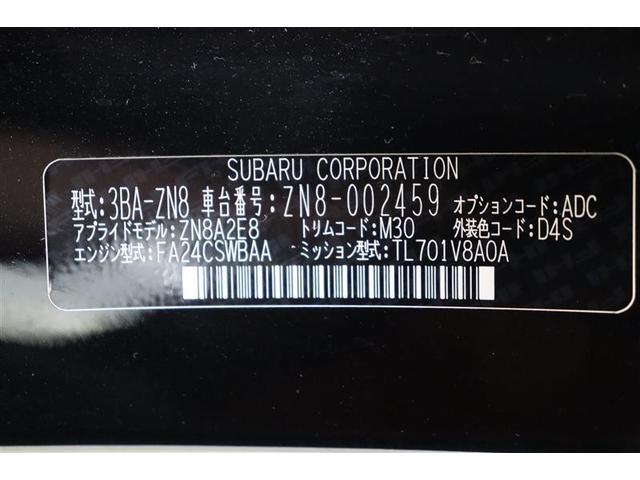 SUBARU CORPORATION
型式:3BA-ZN8 車台番号:ZN8-002459 オプションコード:ADC
アプライドモデル:ZN8A2E8 トリムコード:M30 外装色コード:D4S
エンジン型式:FA24CSWBAA ミッション型式:TL701V8A0A